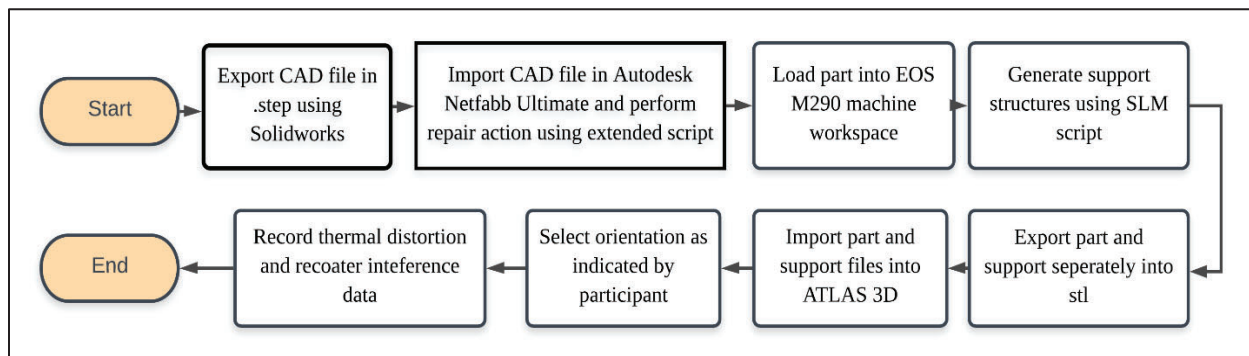 Start
Export CAD file in
.step using
Solidworks
Import CAD file in Autodesk
Netfabb Ultimate and perform
repair action using extended script
Load part into EOS
M290 machine
workspace
Generate support
structures using SLM
script
Export part and
support seperately into
stl
Import part and
support files into
ATLAS 3D
Select orientation as
indicated by
participant
Record thermal distortion
and recoater inteference
data
End